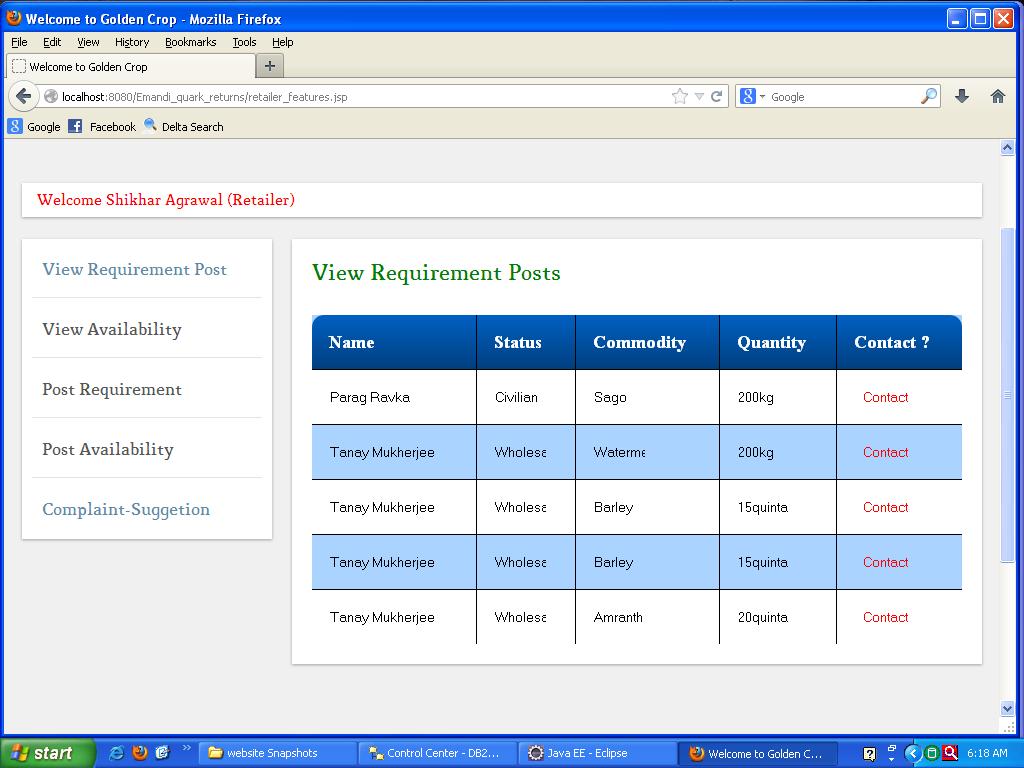 Welcome to Golden Crop - Mozilla Firefox
File Edit View History Bookmarks Tools Help
Welcome to Golden Crop
localhost:8080/Emandi_quark_returns/retailer_features.jsp
Google
Google Facebook Delta Search
Welcome Shikhar Agrawal (Retailer)
View Requirement Post
View Availability
Post Requirement
Post Availability
Complaint-Suggetion
View Requirement Posts
Name Status Commodity Quantity Contact ?
Parag Ravka Civilian Sago 200kg Contact
Tanay Mukherjee Wholese Waterme 200kg Contact
Tanay Mukherjee Wholese Barley 15quinta Contact
Tanay Mukherjee Wholese Barley 15quinta Contact
Tanay Mukherjee Wholese Amranth 20quinta Contact
start website Snapshots Control Center - DB2... Java EE - Eclipse Welcome to Golden C... 6:18 AM